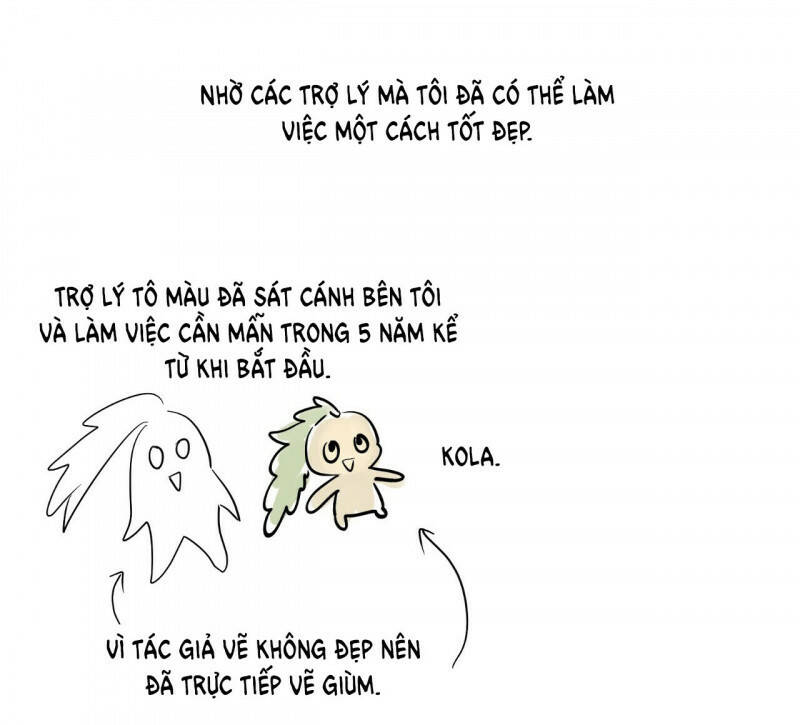 NHỜ CÁC TRỢ LÝ MÀ TÔI ĐÃ CÓ THỂ LÀM
VIỆC MỘT CÁCH TỐT ĐẸP.
TRỢ LÝ TÔ MÀU ĐÃ SÁT CÁNH BÊN TÔI
VÀ LÀM VIỆC CẦN MẪN TRONG 5 NĂM KỂ
TỪ KHI BẮT ĐẦU.
KOLA.
VÌ TÁC GIẢ VẼ KHÔNG ĐẸP NÊN
ĐÃ TRỰC TIẾP VẼ GIÙM.